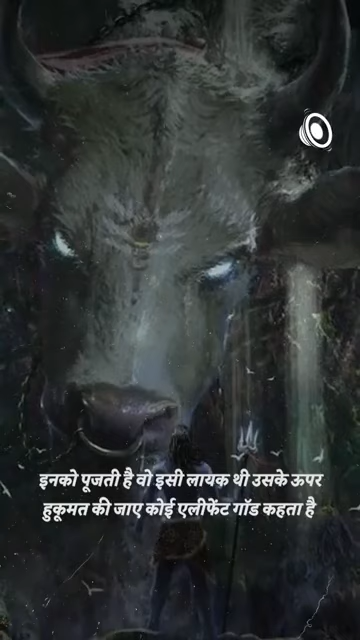 इनको पूजती है वो इसी लायक थी उसके ऊपर
हुकूमत की जाए कोई एलीफेंट गॉड कहता है